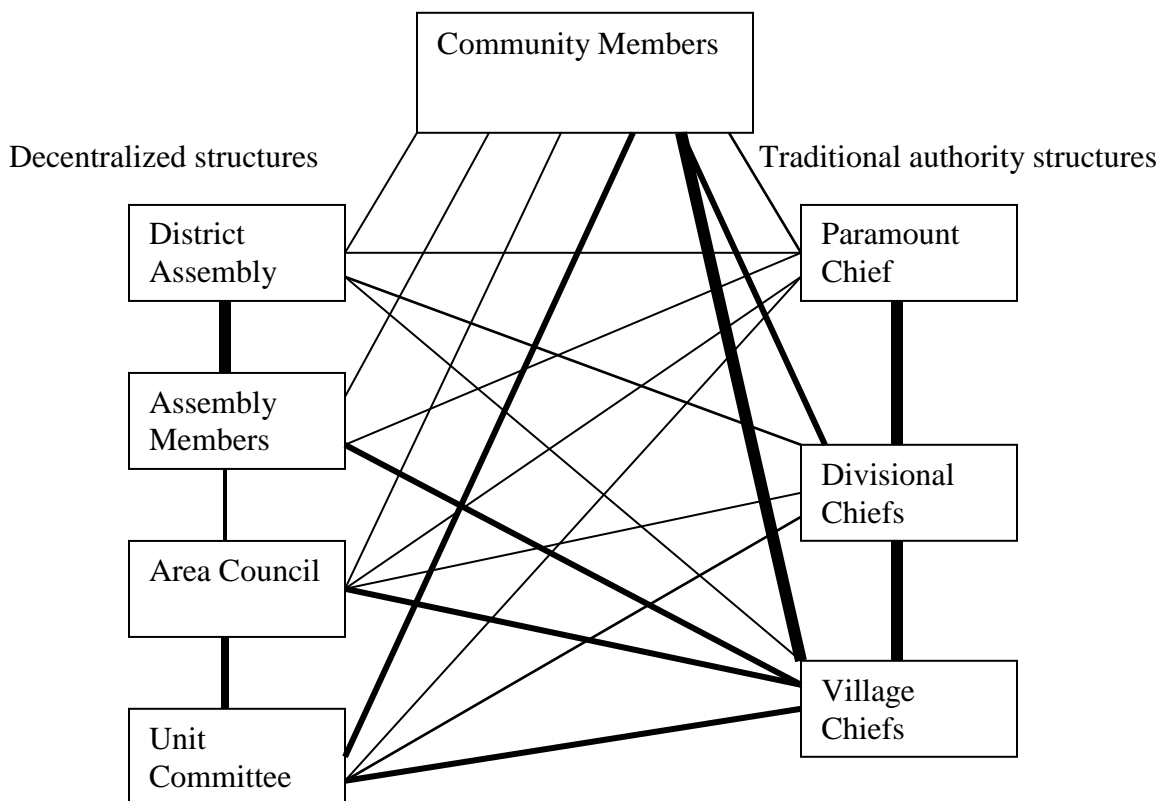 Community Members
Decentralized structures
Traditional authority structures
District
Assembly
Paramount
Chief
Assembly
Members
Divisional
Chiefs
Area Council
Village
Chiefs
Unit
Committee